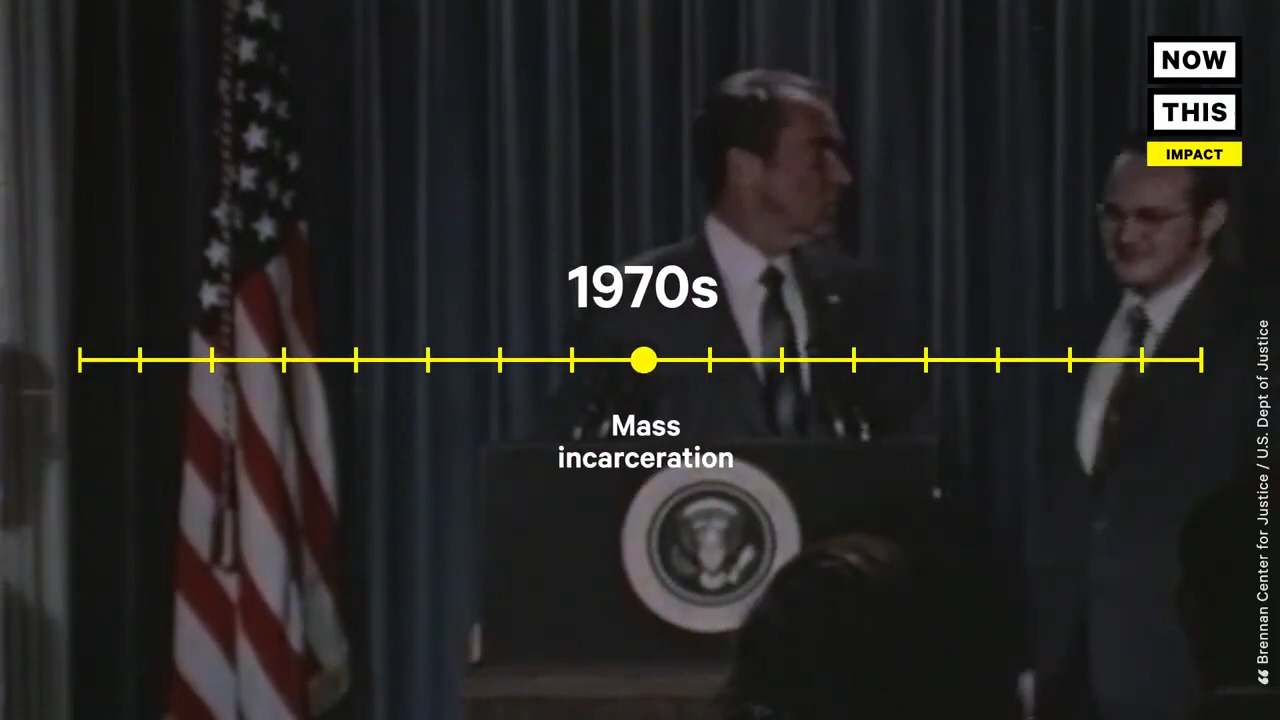 NOW
THIS
IMPACT
1970s
Mass
incarceration
❝ Brennan Center for Justice / U.S. Dept of Justice